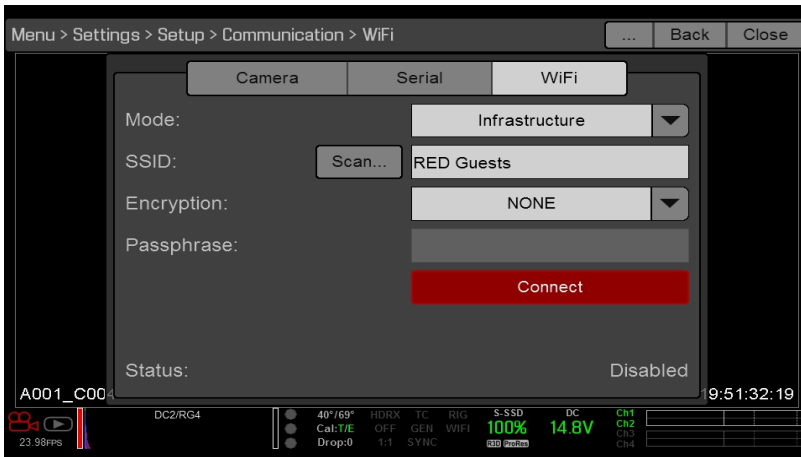 Menu > Settings > Setup > Communication > WiFi ... Back Close
Camera Serial WiFi
Mode: Infrastructure
SSID: Scan... RED Guests
Encryption: NONE
Passphrase:
Connect
Status: Disabled
A001_C004 19:51:32:19
DC2/RG4 40°/69° HDRX TC RIG S-SSD DC Ch1
Cal:T/E OFF GEN WIFI 100% 14.8V Ch2
23.98FPS Drop:0 1:1 SYNC R3D ProRes Ch3
Ch4